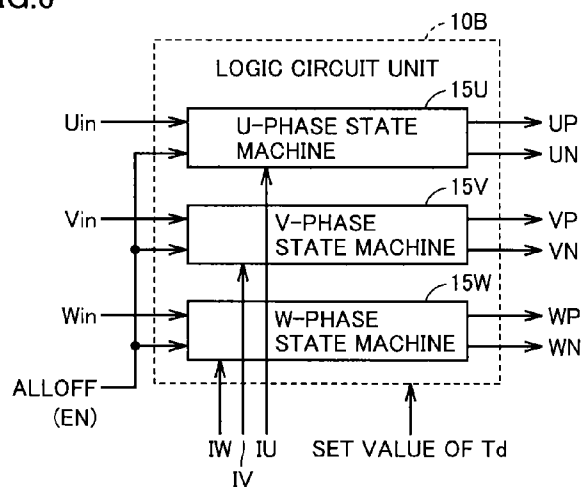 10B
LOGIC CIRCUIT UNIT
15U
Uin
U-PHASE STATE
MACHINE
UP
UN
15V
Vin
V-PHASE
STATE MACHINE
VP
VN
15W
Win
W-PHASE
STATE MACHINE
WP
WN
ALLOFF
(EN)
IW
IU
SET VALUE OF Td
IV